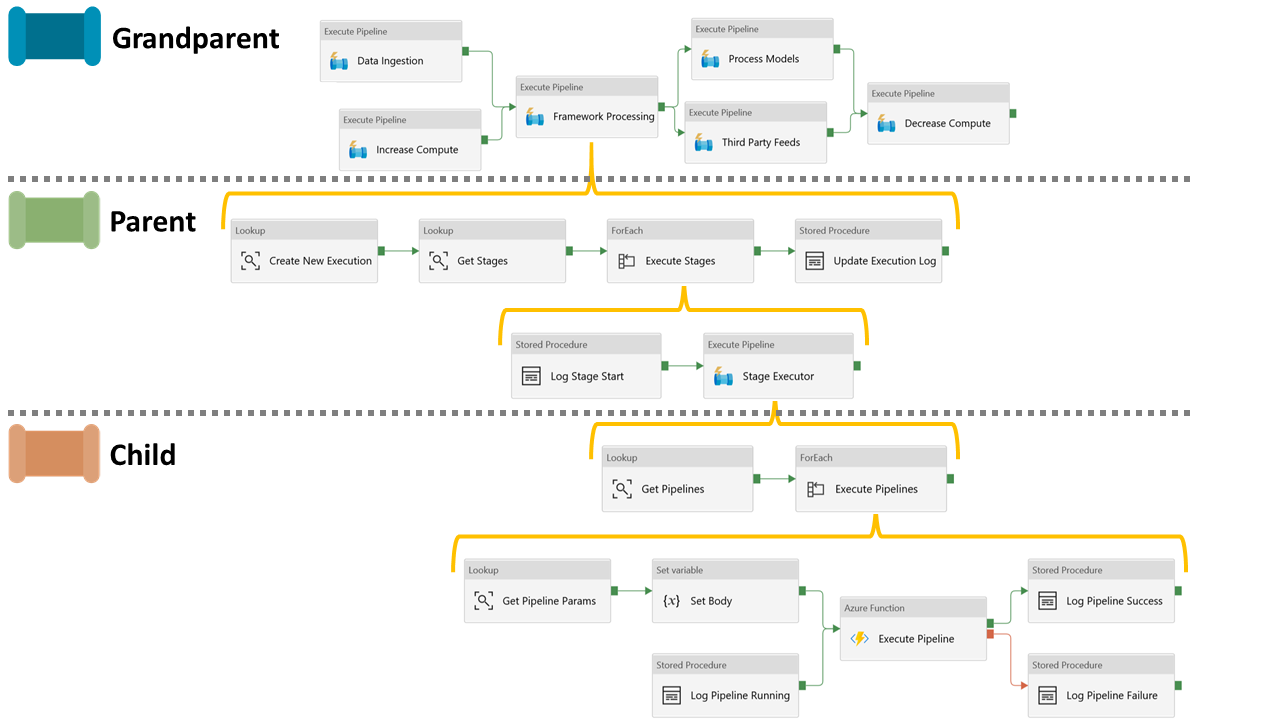 Grandparent
Execute Pipeline
Data Ingestion
Execute Pipeline
Increase Compute
Execute Pipeline
Framework Processing
Execute Pipeline
Process Models
Execute Pipeline
Third Party Feeds
Execute Pipeline
Decrease Compute
Parent
Lookup
Create New Execution
Lookup
Get Stages
ForEach
Execute Stages
Stored Procedure
Update Execution Log
Stored Procedure
Log Stage Start
Execute Pipeline
Stage Executor
Child
Lookup
Get Pipelines
ForEach
Execute Pipelines
Lookup
Get Pipeline Params
Set variable
{x} Set Body
Stored Procedure
Log Pipeline Running
Azure Function
Execute Pipeline
Stored Procedure
Log Pipeline Success
Stored Procedure
Log Pipeline Failure